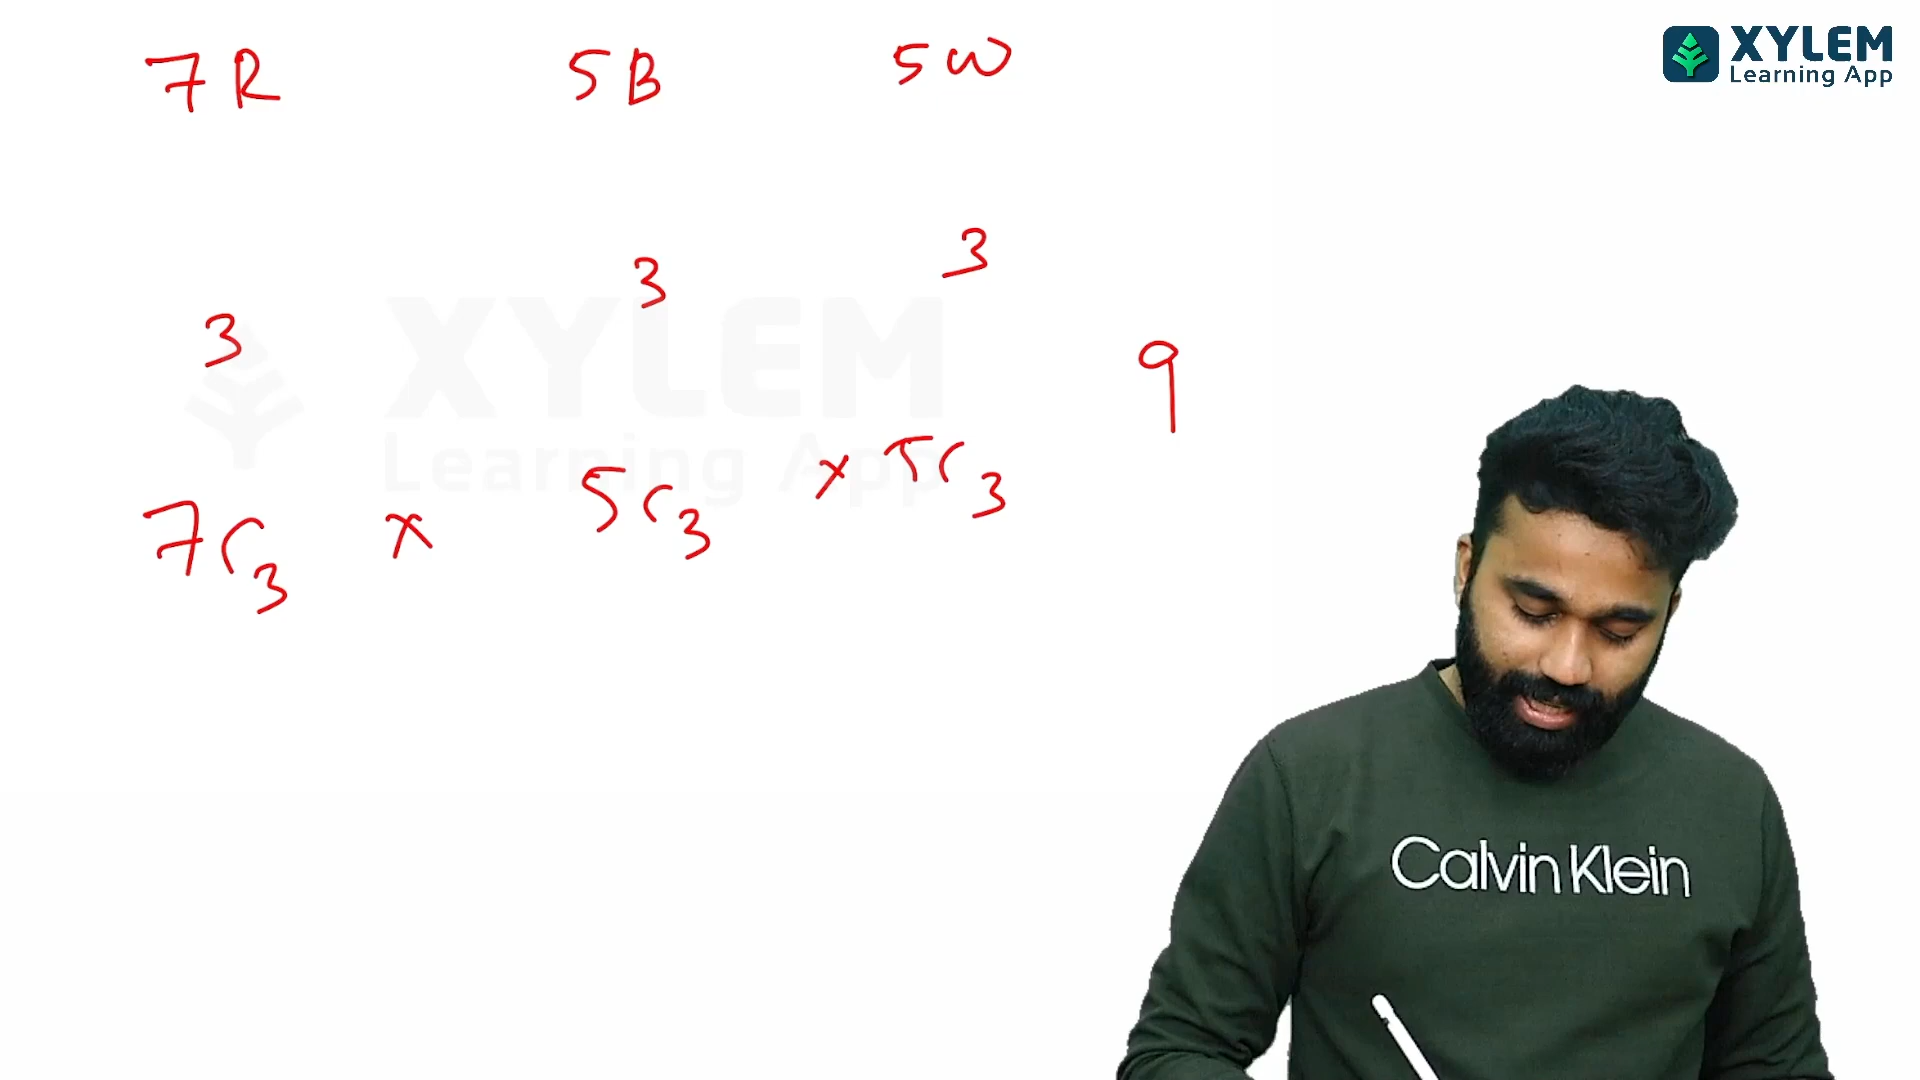 7R 5B 5W
XYLEM
Learning App
3 3 3
9
XYLEM
Learning App
7C3 x 5C3 x 5C3
Calvin Klein